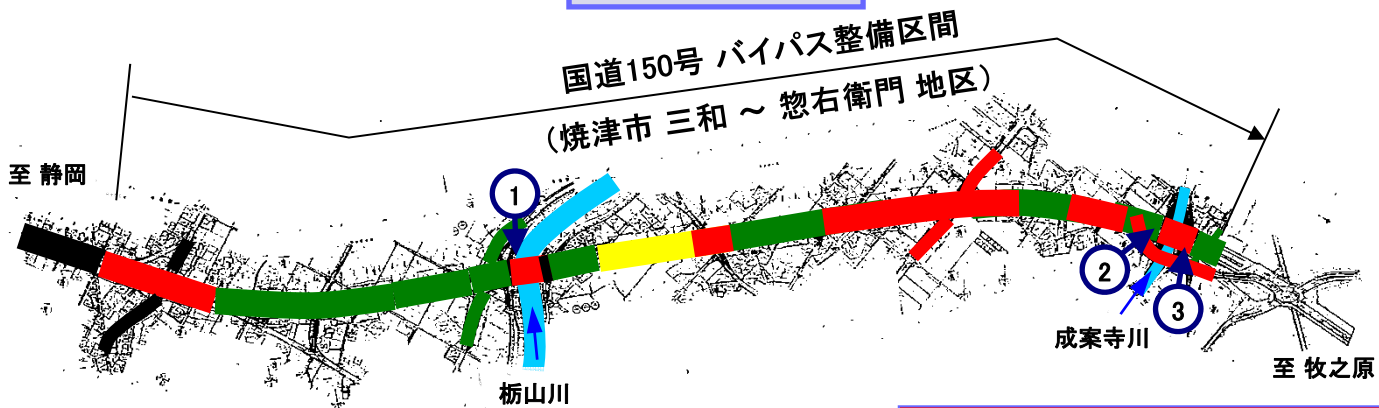 国道150号 バイパス整備区間
(焼津市 三和 ~ 惣右衛門 地区)
至 静岡
1
2
3
成案寺川
至 牧之原
栃山川